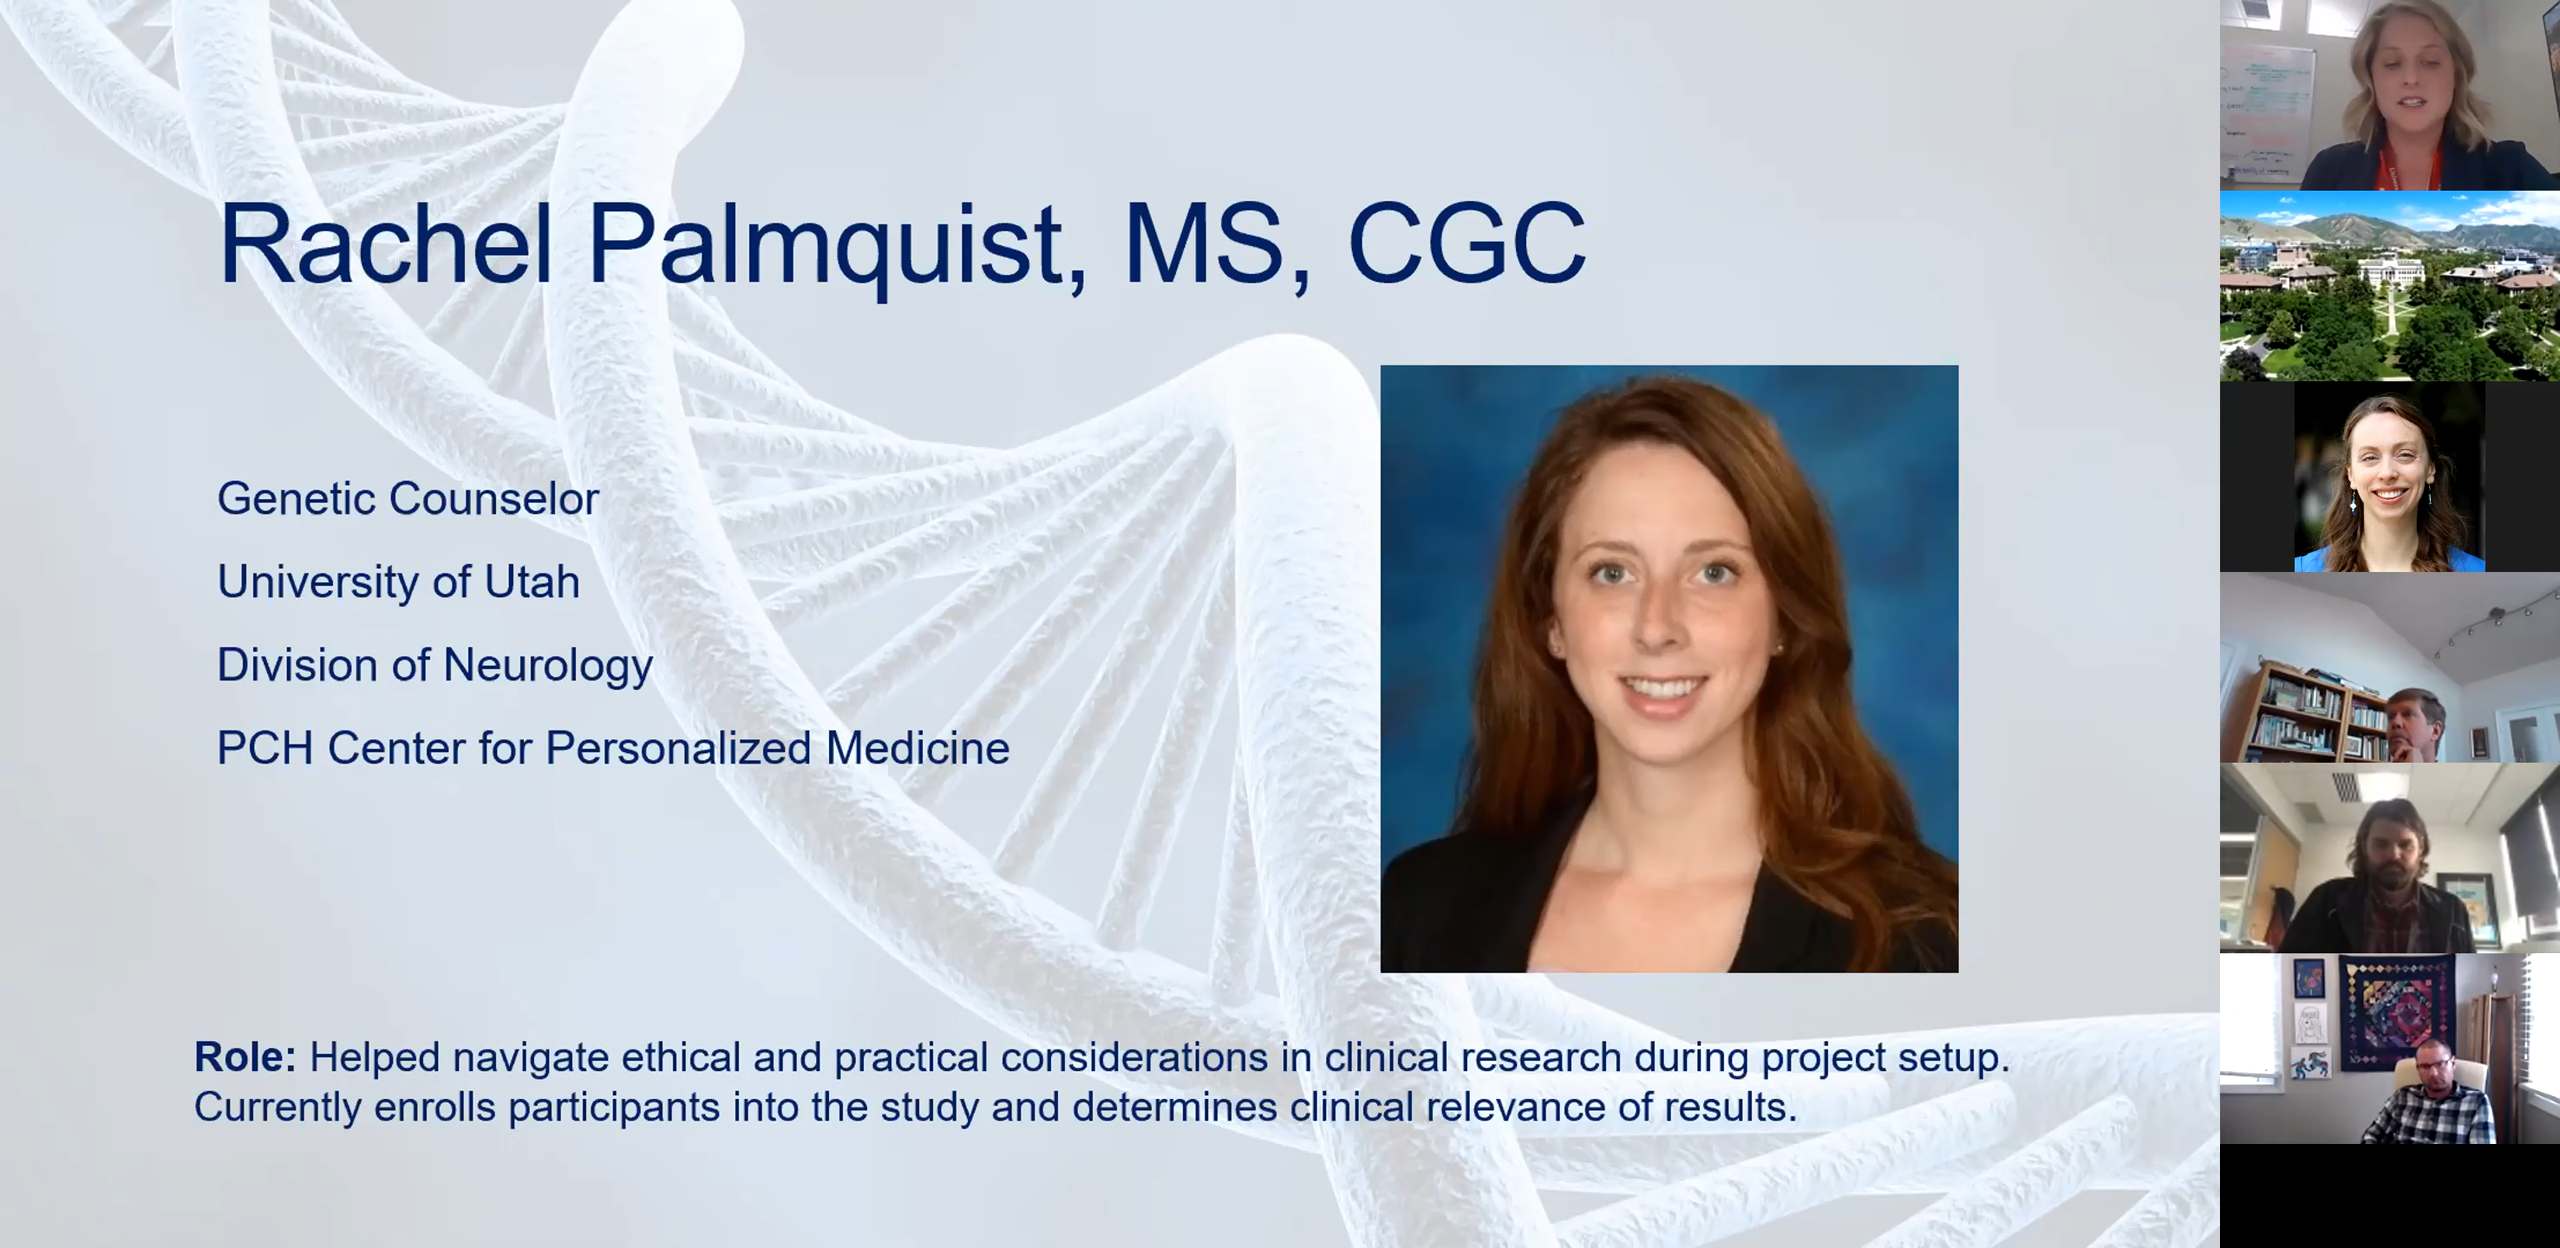 Rachel Palmquist, MS, CGC
Genetic Counselor
University of Utah
Division of Neurology
PCH Center for Personalized Medicine
Role: Helped navigate ethical and practical considerations in clinical research during project setup.
Currently enrolls participants into the study and determines clinical relevance of results.